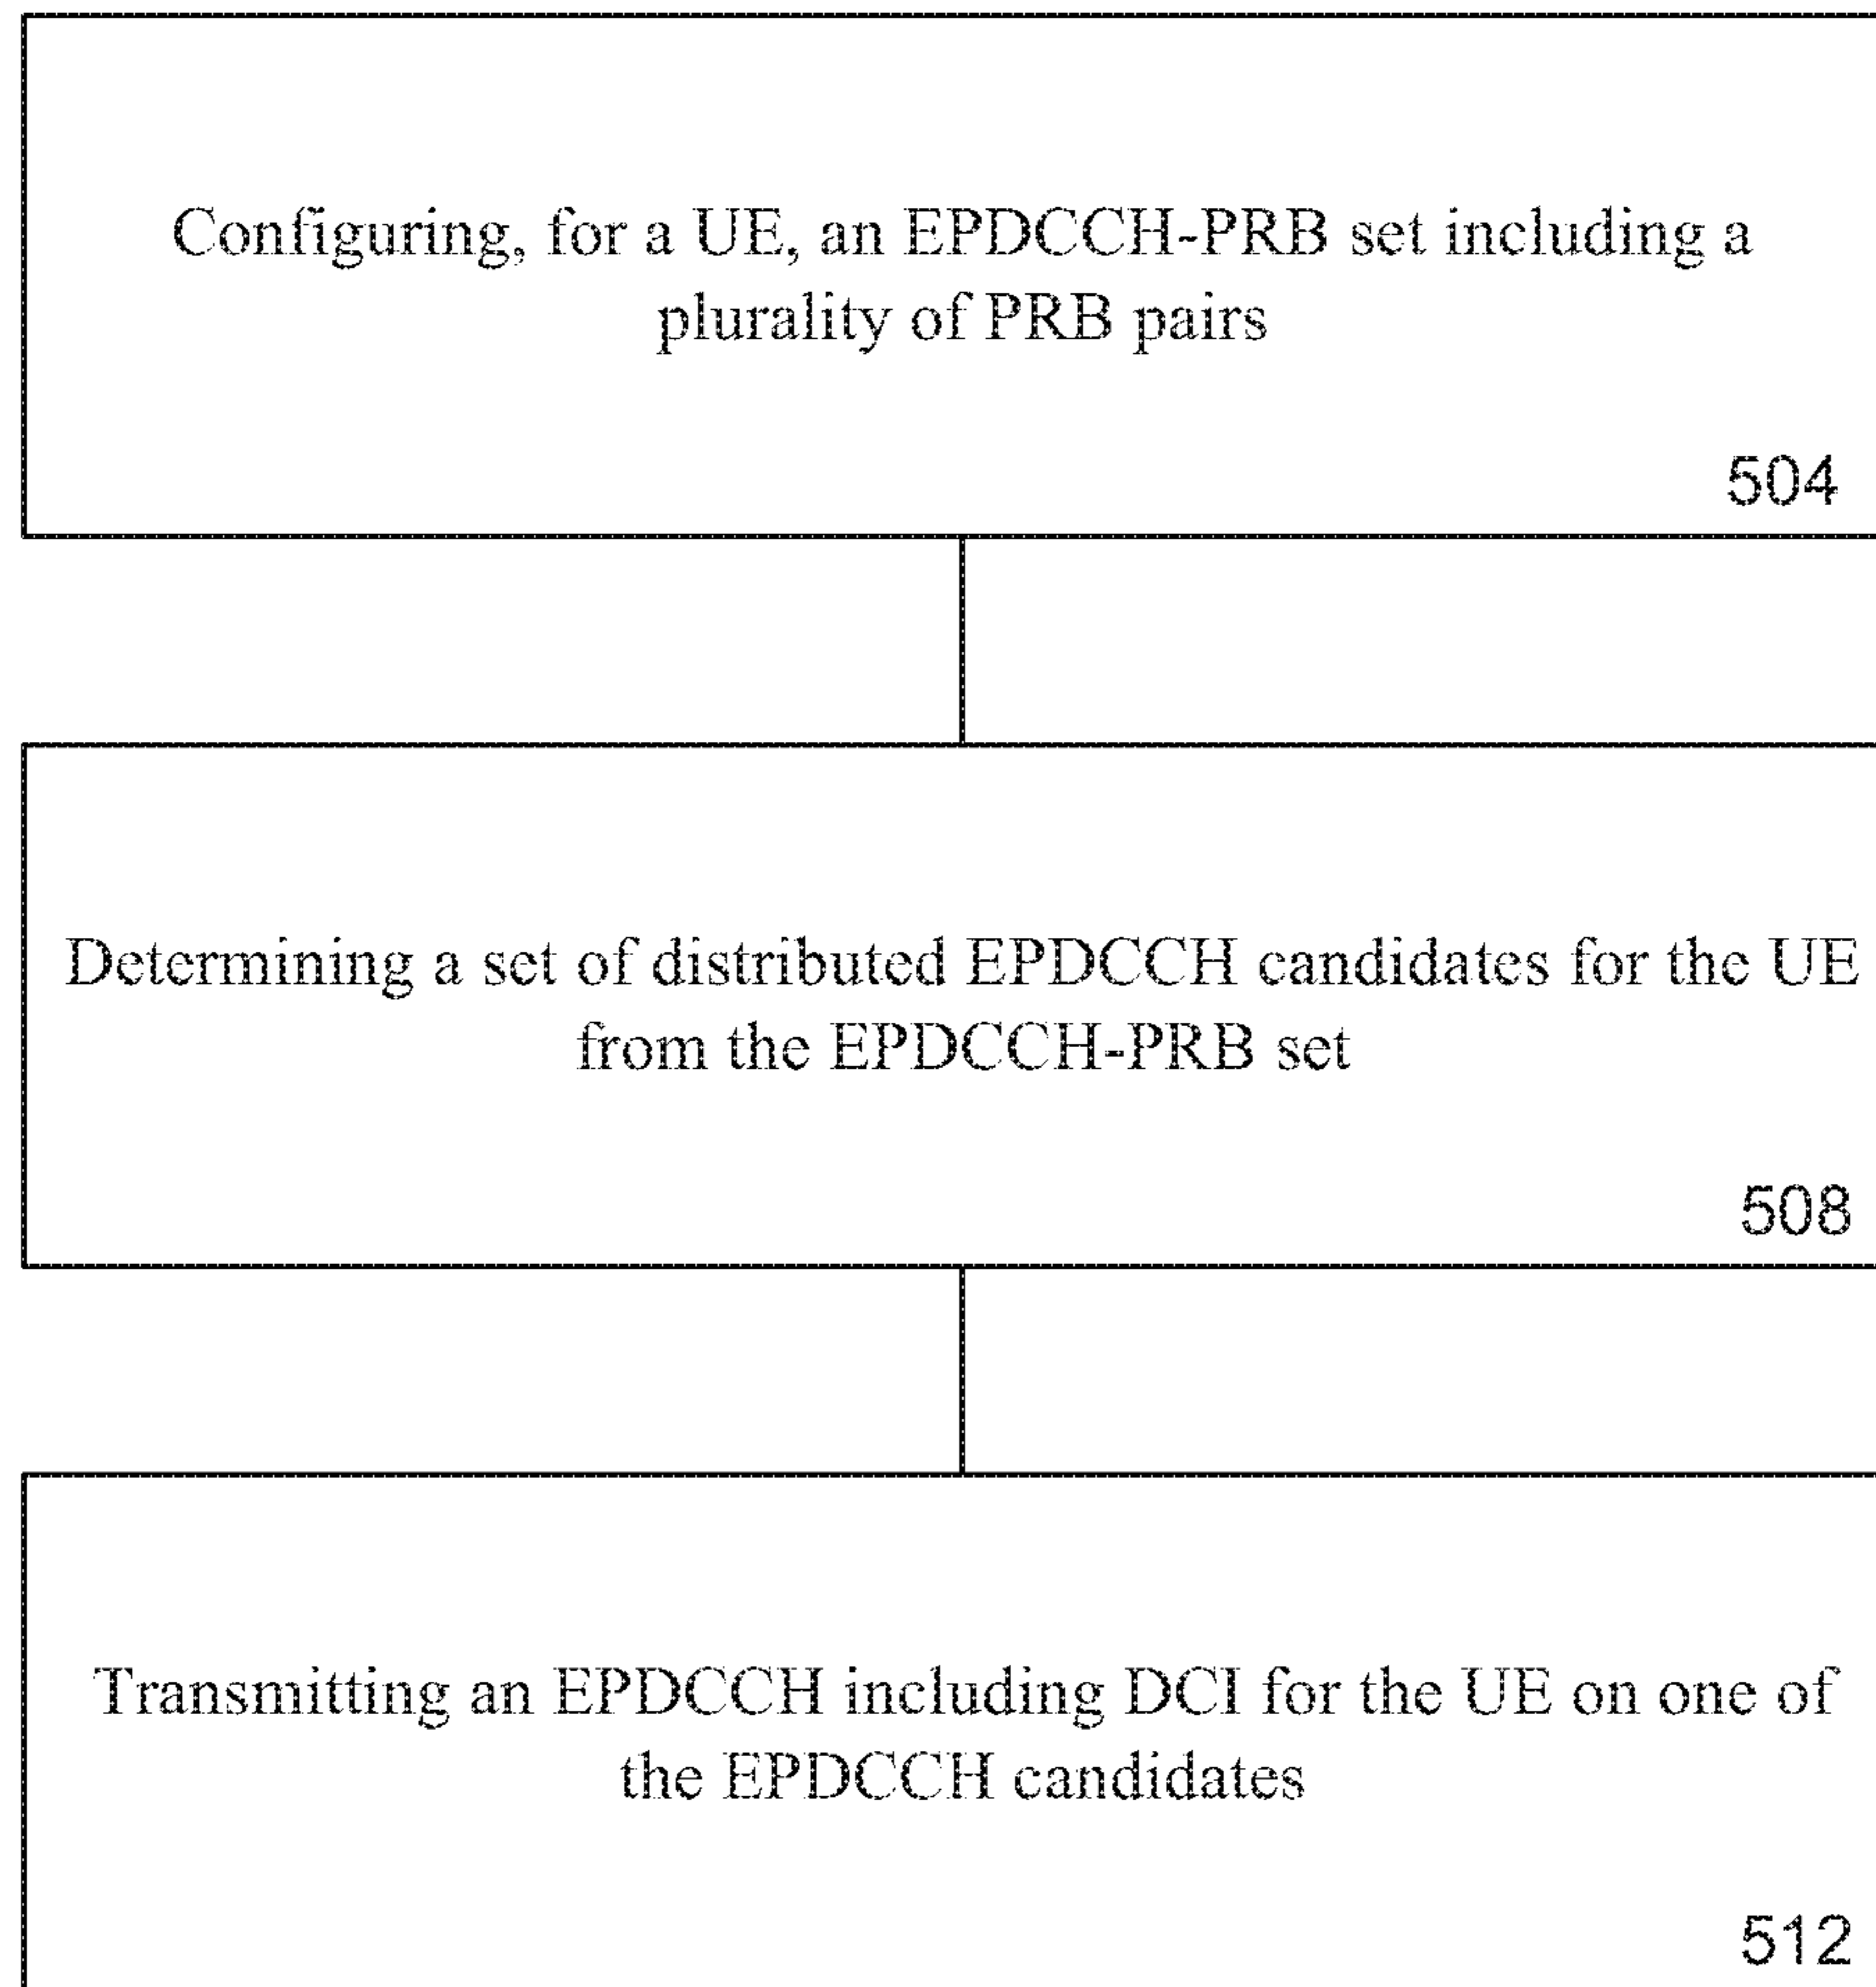 Configuring, for a UE, an EPDCCH-PRB set including a
plurality of PRB pairs
504
Determining a set of distributed EPDCCH candidates for the UE
from the EPDCCH-PRB set
508
Transmitting an EPDCCH including DCI for the UE on one of
the EPDCCH candidates
512